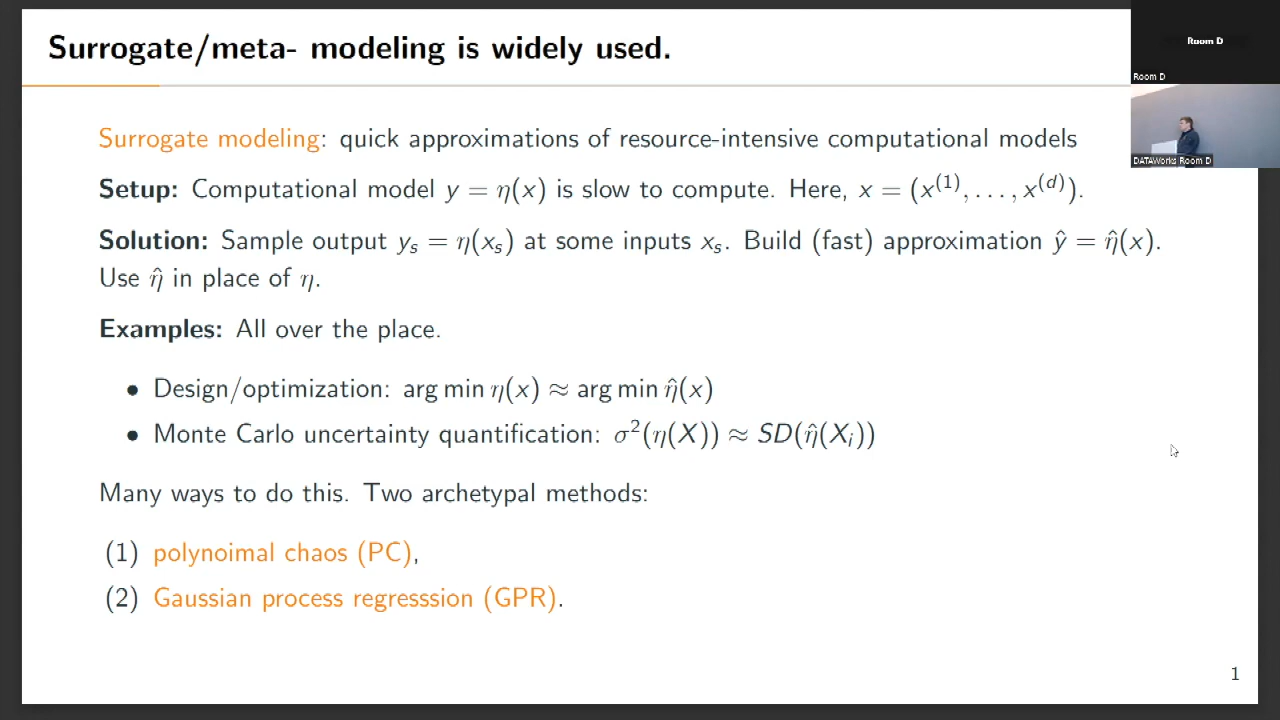 Surrogate/meta- modeling is widely used.
Room D
Room D
DATAWorks Room D
Surrogate modeling: quick approximations of resource-intensive computational models
Setup: Computational model y = η(x) is slow to compute. Here, x = (x^(1), . . . , x^(d)).
Solution: Sample output y_s = η(x_s) at some inputs x_s. Build (fast) approximation ŷ = η̂(x).
Use η̂ in place of η.
Examples: All over the place.
• Design/optimization: arg min η(x) ≈ arg min η̂(x)
• Monte Carlo uncertainty quantification: σ²(η(X)) ≈ SD(η̂(X_i))
Many ways to do this. Two archetypal methods:
(1) polynoimal chaos (PC),
(2) Gaussian process regresssion (GPR).
1